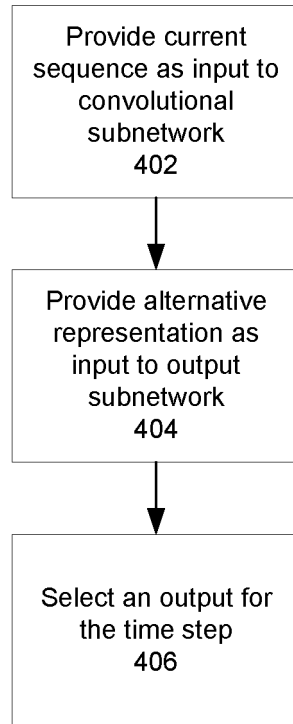 Provide current
sequence as input to
convolutional
subnetwork
402
Provide alternative
representation as
input to output
subnetwork
404
Select an output for
the time step
406